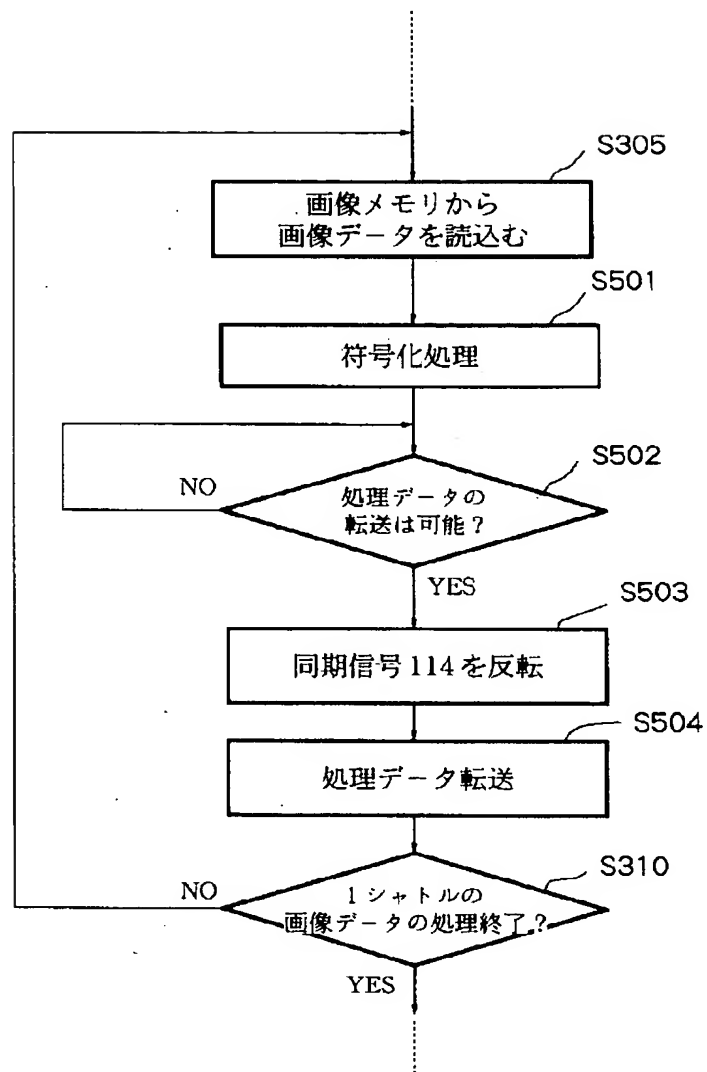 S305
画像メモリから
画像データを読込む
S501
符号化処理
S502
NO
処理データの
転送は可能？
YES
S503
同期信号114を反転
S504
処理データ転送
S310
NO
1シャトルの
画像データの処理終了？
YES